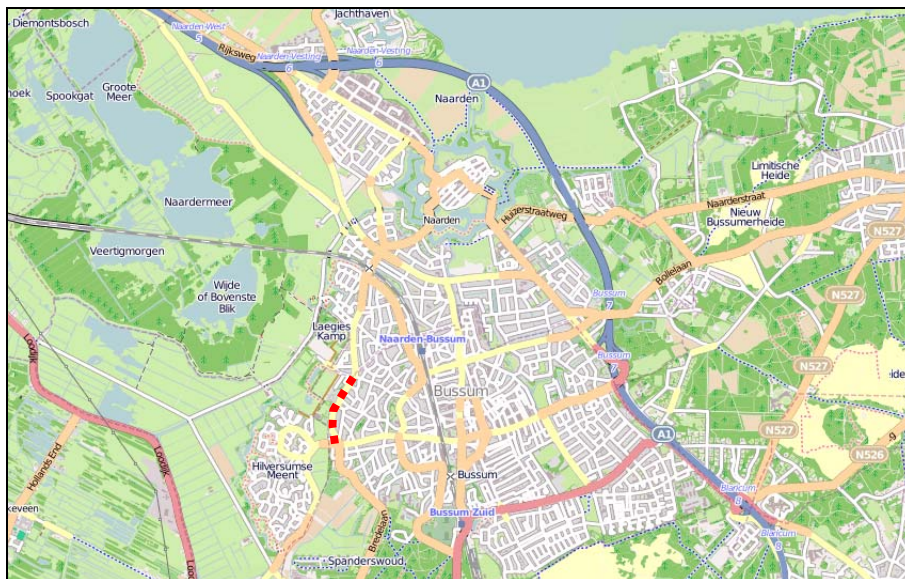 Diemontsbosch
Naarden-West
5
Jachthaven
Rijksweg
Naarden-Vesting
6
Naarden-Vesting
6
Groote
Meer
Spookgat
hoek
A1
Naarden
Limitische
Heide
Naardermeer
Naarderstraat
Naarden
Huizerstraatweg
Nieuw
Bussumerheide
N527
Veertigmorgen
Bollelaan
Wijde
of Bovenste
Blik
N527
Bussum
7
Laegies
Kamp
Loodijk
Naarden-Bussum
Bussum
7
Bussum
eide
N527
A1
Hollands End
Loodijk
Hilversumse
Meent
N526
Bussum
Blaricum
8
keveen
Bussum Zuid
Bredelaan
Blaricum
Spanderswoud